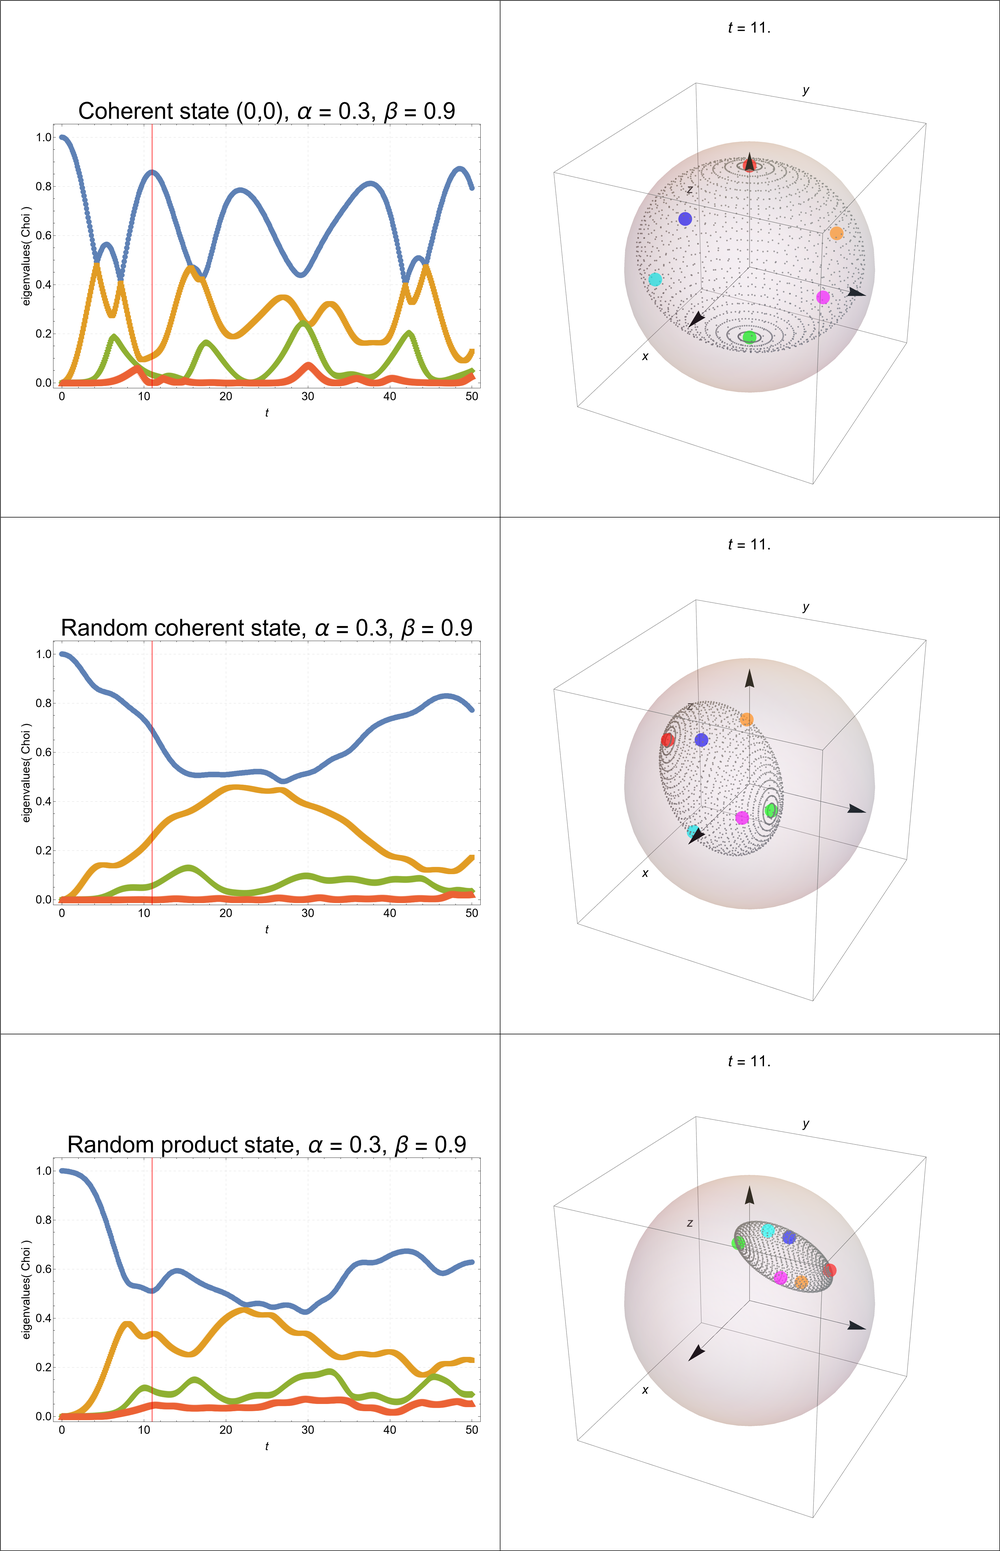 Coherent state (0,0), α = 0.3, β = 0.9
eigenvalues( Choi )
1.0
0.8
0.6
0.4
0.2
0.0
0 10 20 30 40 50
t
t = 11.
y
z
x
Random coherent state, α = 0.3, β = 0.9
eigenvalues( Choi )
1.0
0.8
0.6
0.4
0.2
0.0
0 10 20 30 40 50
t
t = 11.
y
z
x
Random product state, α = 0.3, β = 0.9
eigenvalues( Choi )
1.0
0.8
0.6
0.4
0.2
0.0
0 10 20 30 40 50
t
t = 11.
y
z
x